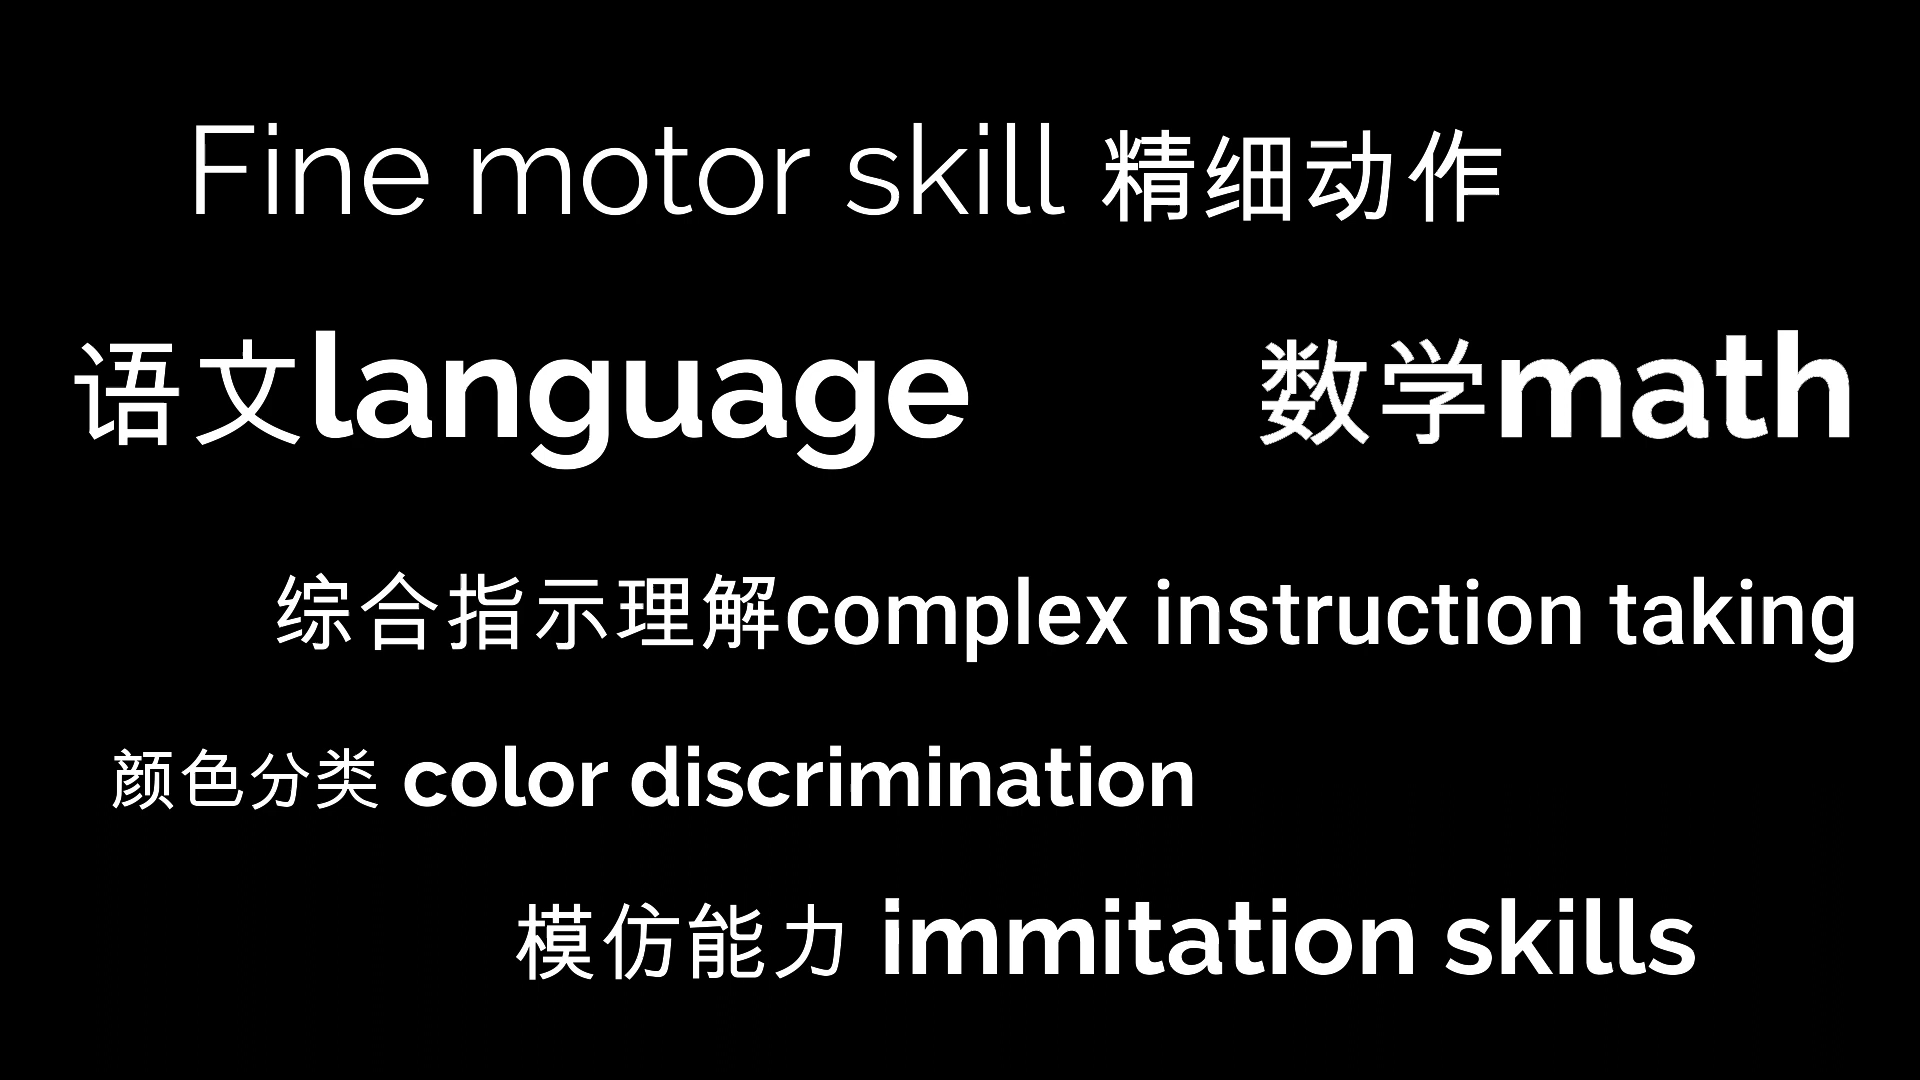 Fine motor skill 精细动作
语文language 数学math
综合指示理解complex instruction taking
颜色分类 color discrimination
模仿能力 immitation skills